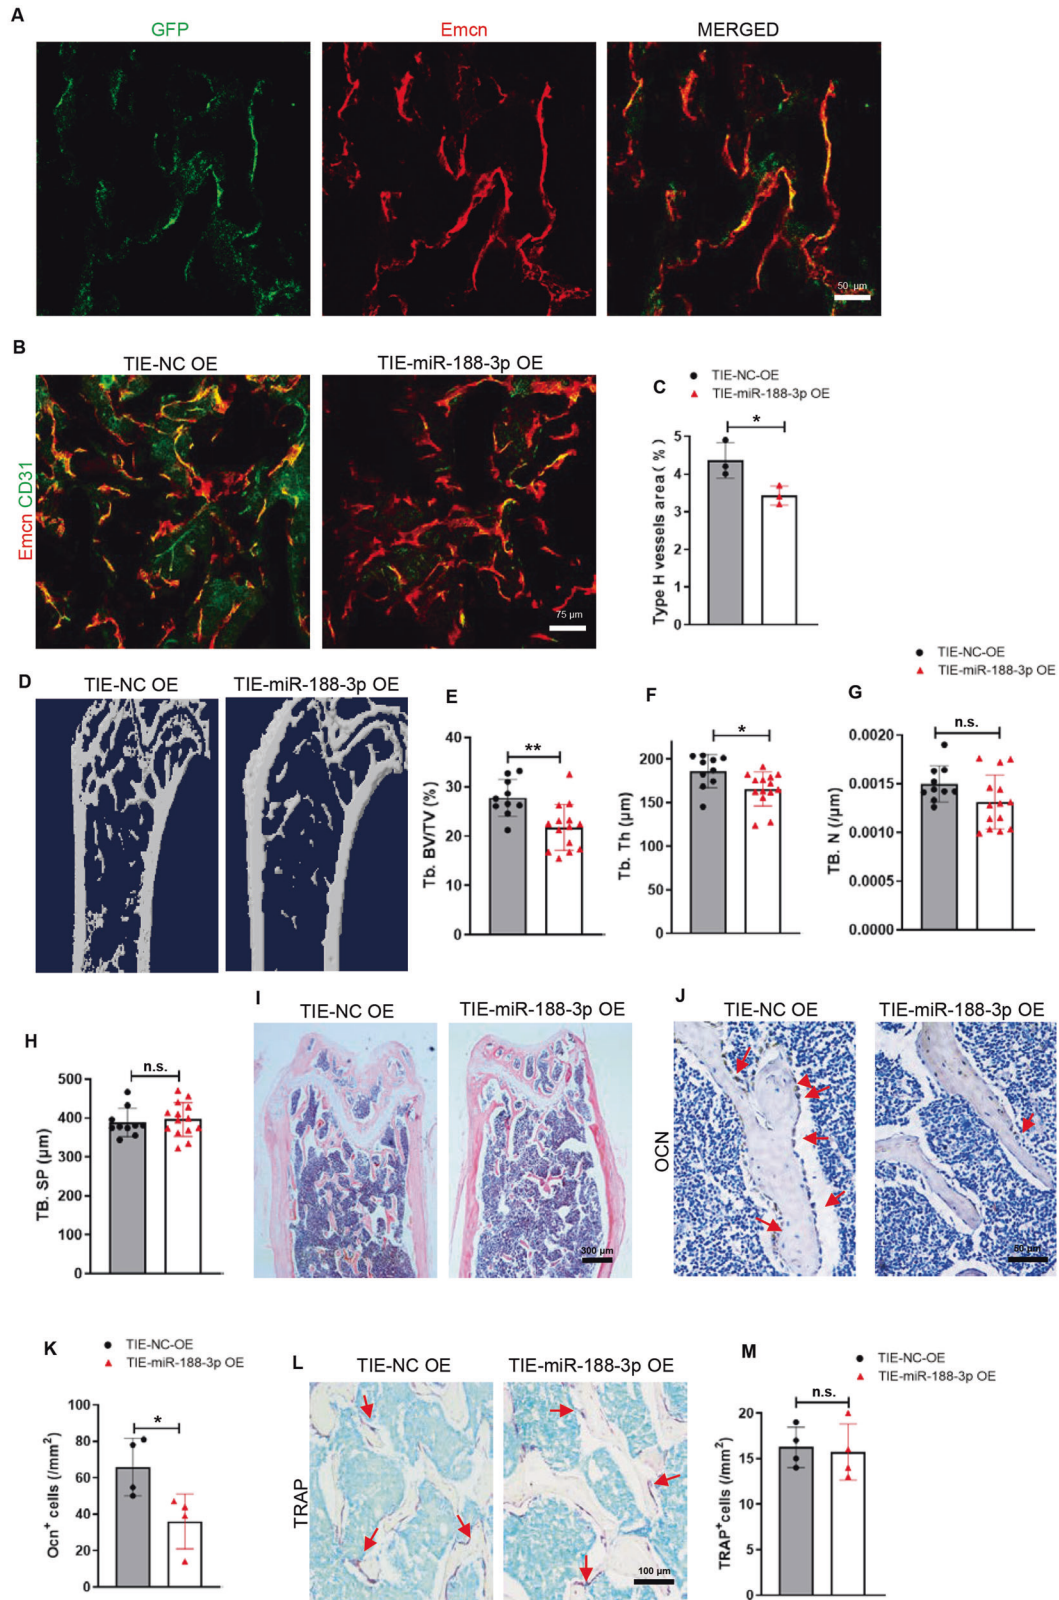 A
GFP
Emcn
MERGED
50 µm
B
TIE-NC OE
TIE-miR-188-3p OE
Emcn CD31
75 µm
C
TIE-NC-OE
TIE-miR-188-3p OE
*
Type H vessels area ( % )
5
4
3
2
1
0
D
TIE-NC OE
TIE-miR-188-3p OE
E
**
Tb. BV/TV (%)
40
30
20
10
0
F
*
Tb. Th (µm)
200
150
100
50
0
TIE-NC-OE
TIE-miR-188-3p OE
G
n.s.
TB. N (/µm)
0.0020
0.0015
0.0010
0.0005
0.0000
H
n.s.
TB. SP (µm)
500
400
300
200
100
0
I
TIE-NC OE
TIE-miR-188-3p OE
300 µm
J
TIE-NC OE
TIE-miR-188-3p OE
OCN
50 µm
K
TIE-NC-OE
TIE-miR-188-3p OE
*
Ocn⁺ cells (/mm²)
100
80
60
40
20
0
L
TIE-NC OE
TIE-miR-188-3p OE
TRAP
100 µm
M
TIE-NC-OE
TIE-miR-188-3p OE
n.s.
TRAP⁺cells (/mm²)
20
15
10
5
0